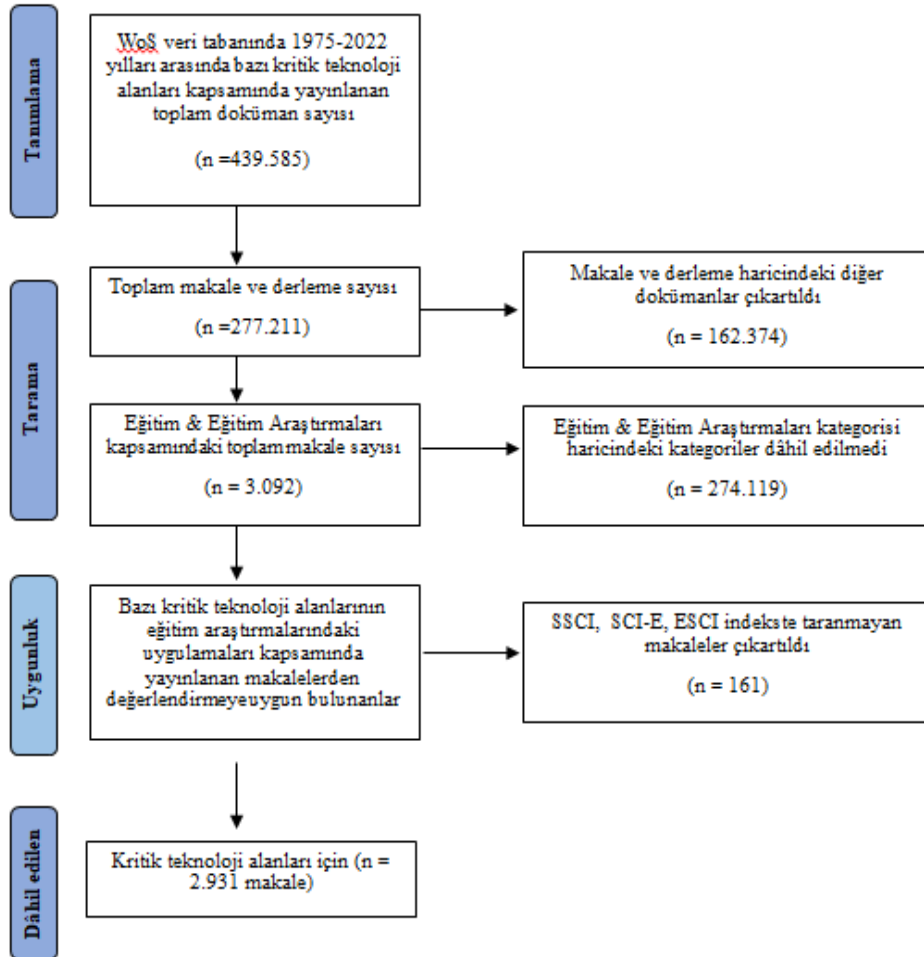 Tanımlama
WoS veri tabanında 1975-2022
yılları arasında bazı kritik teknoloji
alanları kapsamında yayınlanan
toplam doküman sayısı
(n =439.585)
Tarama
Toplam makale ve derleme sayısı
(n =277.211)
Makale ve derleme haricindeki diğer
dokümanlar çıkartıldı
(n = 162.374)
Eğitim & Eğitim Araştırmaları
kapsamındaki toplam makale sayısı
(n = 3.092)
Eğitim & Eğitim Araştırmaları kategorisi
haricindeki kategoriler dâhil edilmedi
(n = 274.119)
Uygunluk
Bazı kritik teknoloji alanlarının
eğitim araştırmalarındaki
uygulamaları kapsamında
yayınlanan makalelerden
değerlendirmeye uygun bulunanlar
SSCI, SCI-E, ESCI indekste taranmayan
makaleler çıkartıldı
(n = 161)
Dâhil edilen
Kritik teknoloji alanları için (n =
2.931 makale)